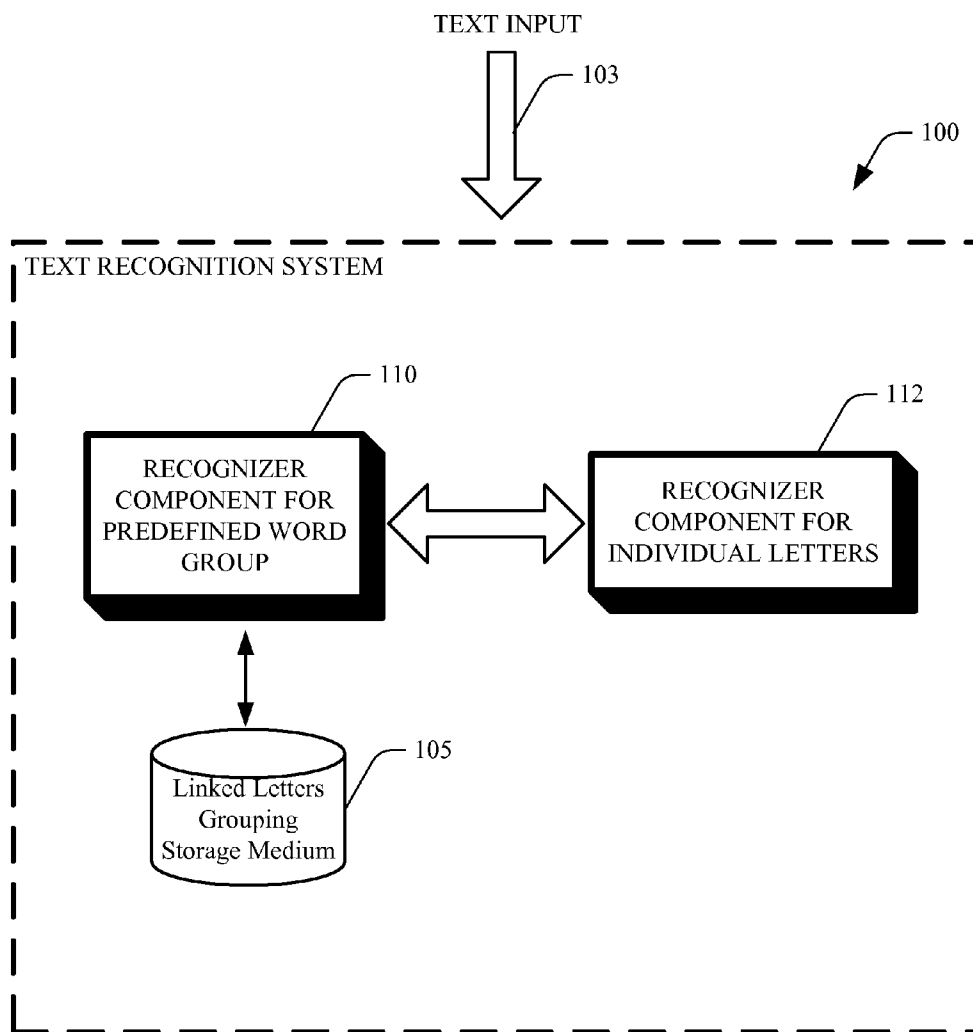 TEXT INPUT
103
100
TEXT RECOGNITION SYSTEM
110
RECOGNIZER
COMPONENT FOR
PREDEFINED WORD
GROUP
112
RECOGNIZER
COMPONENT FOR
INDIVIDUAL LETTERS
105
Linked Letters
Grouping
Storage Medium